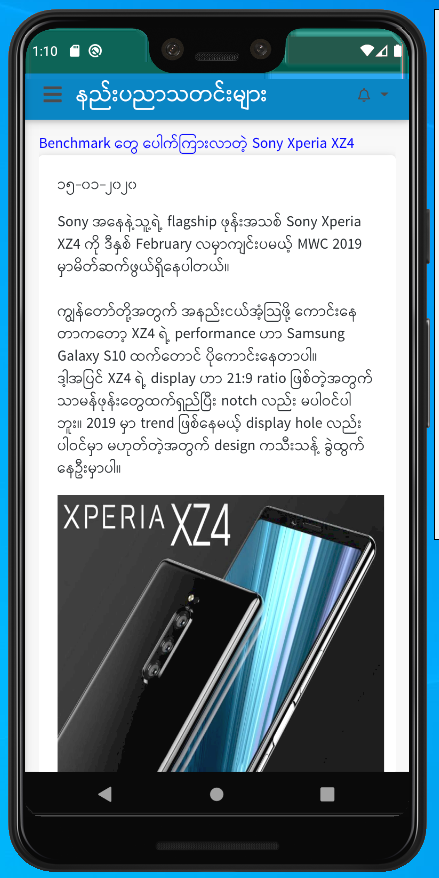 1:10
နည်းပညာသတင်းများ
Benchmark တွေ ပေါက်ကြားလာတဲ့ Sony Xperia XZ4
၁၅-၀၁-၂၀၂၀
Sony အနေနဲ့သူ့ရဲ့ flagship ဖုန်းအသစ် Sony Xperia
XZ4 ကို ဒီနှစ် February လမှာကျင်းပမယ့် MWC 2019
မှာမိတ်ဆက်ဖွယ်ရှိနေပါတယ်။
ကျွန်တော်တို့အတွက် အနည်းငယ်အံ့ဩဖို့ ကောင်းနေ
တာကတော့ XZ4 ရဲ့ performance ဟာ Samsung
Galaxy S10 ထက်တောင် ပိုကောင်းနေတာပါ။
ဒါ့အပြင် XZ4 ရဲ့ display ဟာ 21:9 ratio ဖြစ်တဲ့အတွက်
သာမန်ဖုန်းတွေထက်ရှည်ပြီး notch လည်း မပါဝင်ပါ
ဘူး။ 2019 မှာ trend ဖြစ်နေမယ့် display hole လည်း
ပါဝင်မှာ မဟုတ်တဲ့အတွက် design ကသီးသန့် ခွဲထွက်
နေဦးမှာပါ။
XPERIA XZ4